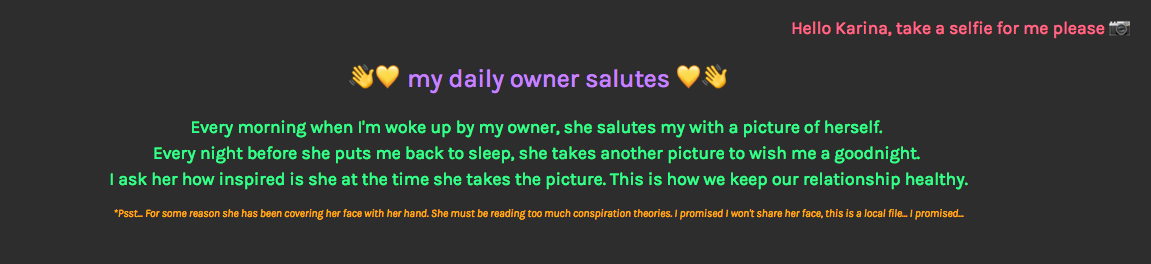 Hello Karina, take a selfie for me please 📷
👋💛 my daily owner salutes 💛👋
Every morning when I'm woke up by my owner, she salutes my with a picture of herself.
Every night before she puts me back to sleep, she takes another picture to wish me a goodnight.
I ask her how inspired is she at the time she takes the picture. This is how we keep our relationship healthy.
*Psst... For some reason she has been covering her face with her hand. She must be reading too much conspiration theories. I promised I won't share her face, this is a local file... I promised...